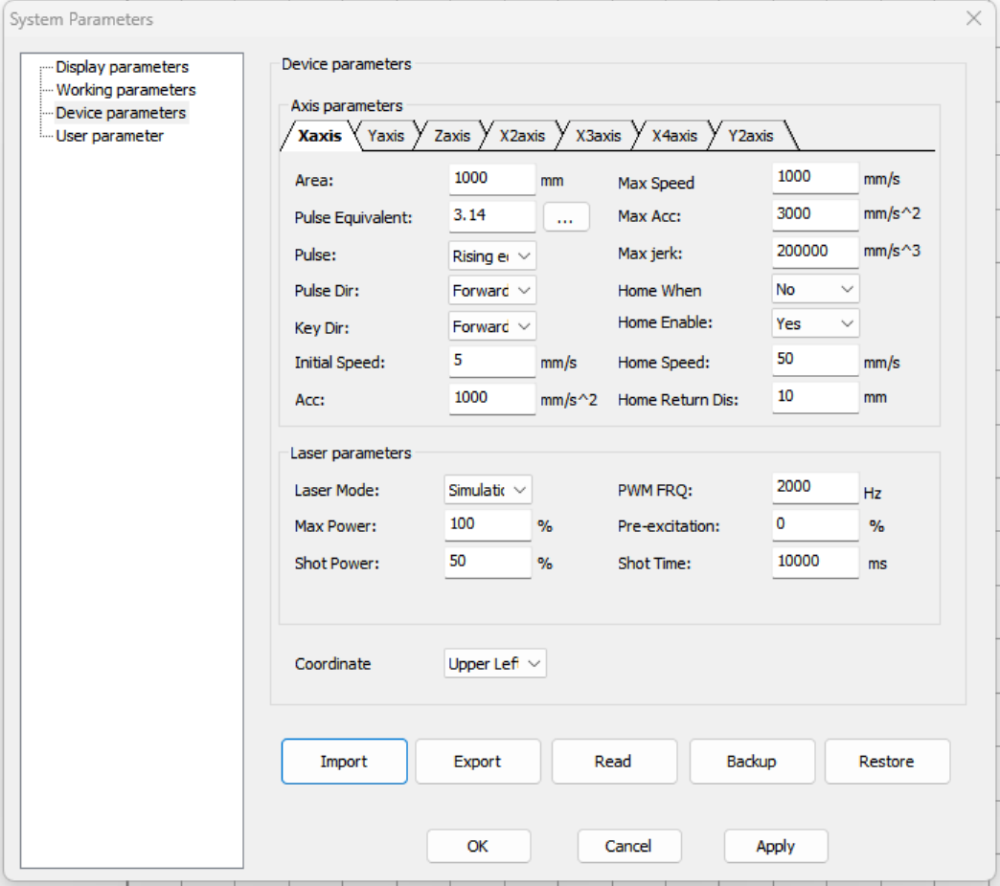 System Parameters
Display parameters
Working parameters
Device parameters
User parameter
Device parameters
Axis parameters
Xaxis Yaxis Zaxis X2axis X3axis X4axis Y2axis
Area: 1000 mm Max Speed 1000 mm/s
Pulse Equivalent: 3.14 ... Max Acc: 3000 mm/s^2
Pulse: Rising e Max jerk: 200000 mm/s^3
Pulse Dir: Forward Home When No
Key Dir: Forward Home Enable: Yes
Initial Speed: 5 mm/s Home Speed: 50 mm/s
Acc: 1000 mm/s^2 Home Return Dis: 10 mm
Laser parameters
Laser Mode: Simulatic PWM FRQ: 2000 Hz
Max Power: 100 % Pre-excitation: 0 %
Shot Power: 50 % Shot Time: 10000 ms
Coordinate Upper Lef
Import Export Read Backup Restore
OK Cancel Apply